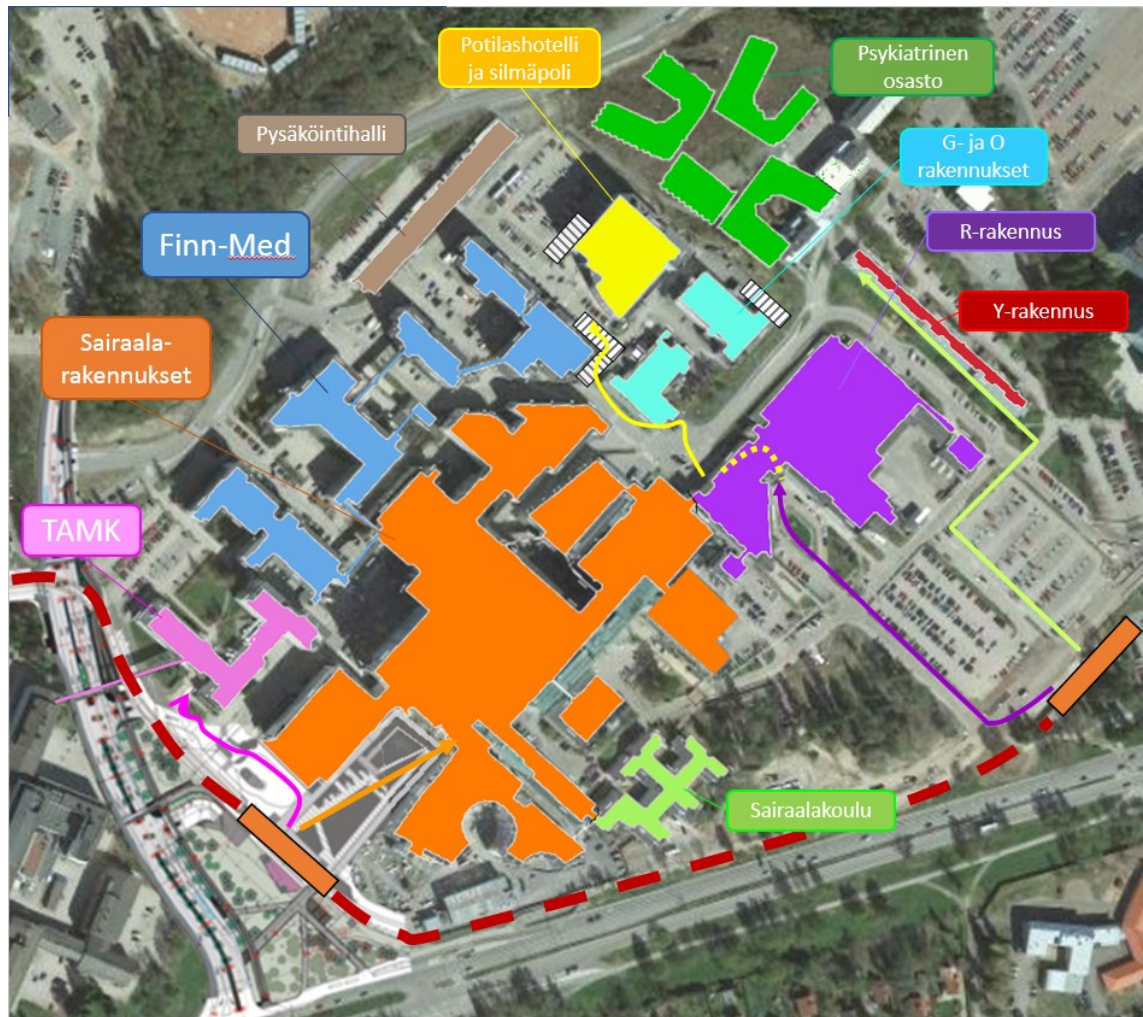 Potilashotelli
ja silmäpoli
Psykiatrinen
osasto
Pysäköintihalli
G- ja O
rakennukset
Finn-Med
R-rakennus
Y-rakennus
Sairaala-
rakennukset
TAMK
Sairaalakoulu